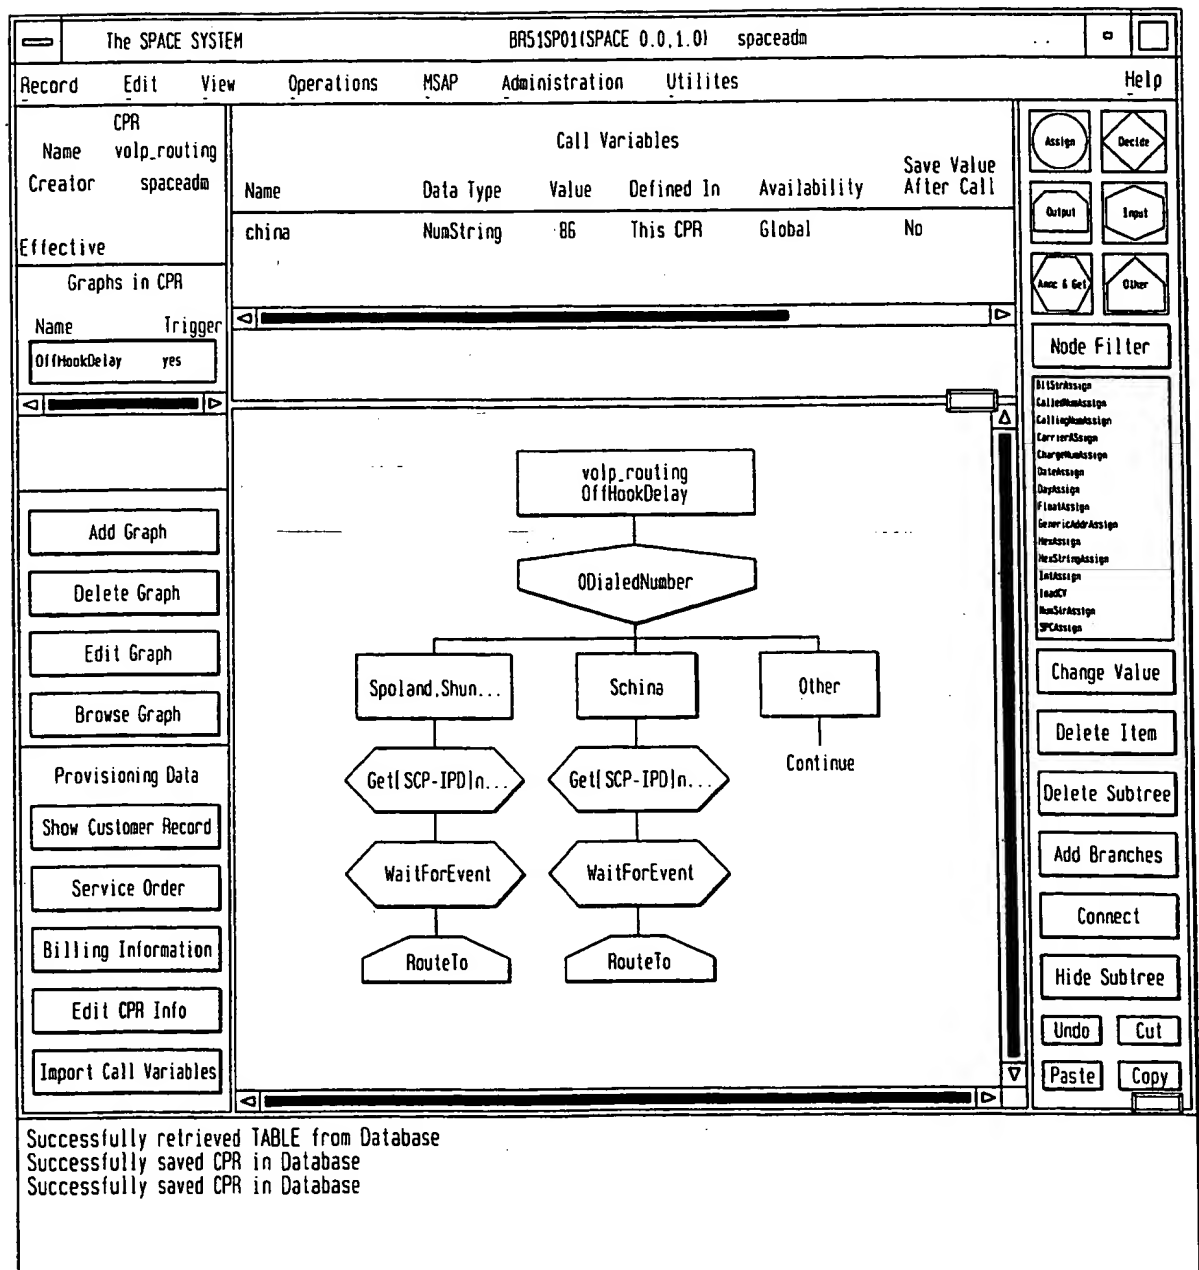 The SPACE SYSTEM BR51SP01(SPACE 0.0,1.0) spaceadm
Record Edit View Operations MSAP Administration Utilites Help
CPR
Name volp_routing
Creator spaceadm
Effective
Graphs in CPR
Name Trigger
OffHookDelay yes
Add Graph
Delete Graph
Edit Graph
Browse Graph
Provisioning Data
Show Customer Record
Service Order
Billing Information
Edit CPR Info
Import Call Variables
Call Variables
Name Data Type Value Defined In Availability Save Value After Call
china NumString 86 This CPR Global No
volp_routing
OffHookDelay
ODialedNumber
Spoland,Shun... Schina Other
Get[SCP-IPD]n... Get[SCP-IPD]n... Continue
WaitForEvent WaitForEvent
RouteTo RouteTo
Assign Decide
Output Input
Annc & Get Other
Node Filter
BitStrAssign
CalledNumAssign
CallingNumAssign
CarrierASsign
ChargeNumAssign
DateAssign
DayAssign
FloatAssign
GenericAddrAssign
HexAssign
HexStringAssign
IntAssign
loadCV
NumStrAssign
SPCAssign
Change Value
Delete Item
Delete Subtree
Add Branches
Connect
Hide Subtree
Undo Cut
Paste Copy
Successfully retrieved TABLE from Database
Successfully saved CPR in Database
Successfully saved CPR in Database